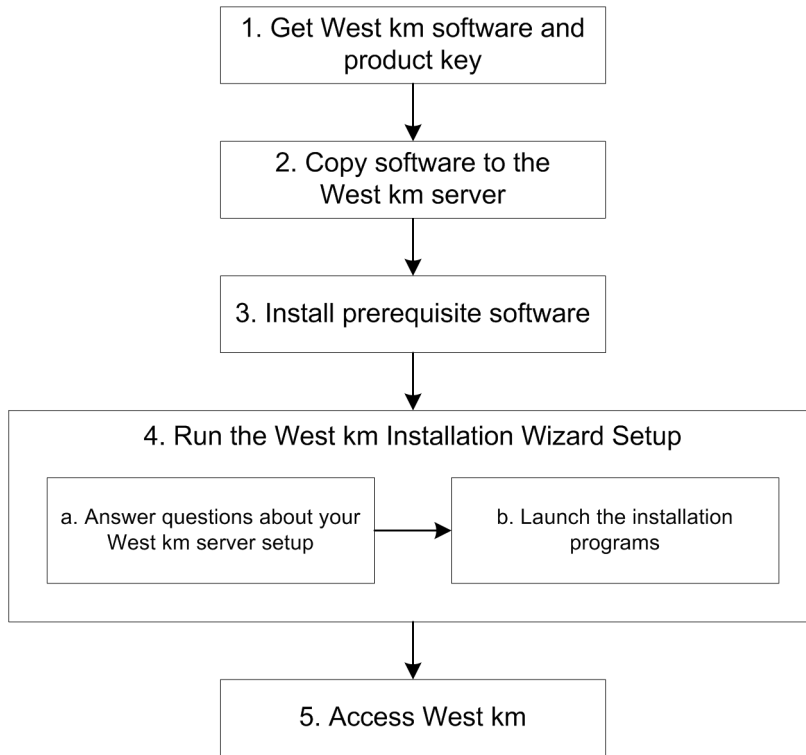 1. Get West km software and
product key
2. Copy software to the
West km server
3. Install prerequisite software
4. Run the West km Installation Wizard Setup
a. Answer questions about your
West km server setup
b. Launch the installation
programs
5. Access West km